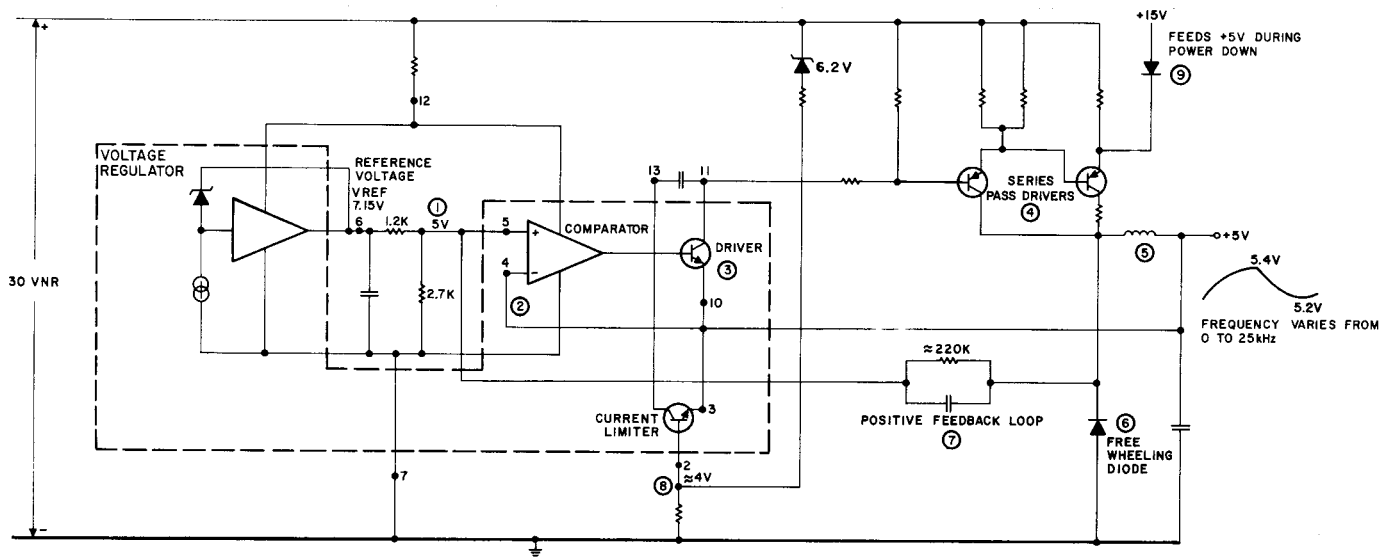 +
30 VNR
-
12
VOLTAGE
REGULATOR
REFERENCE
VOLTAGE
VREF
7.15V
6
1.2K
①
5V
2.7K
7
5
+
COMPARATOR
4
-
②
13
11
DRIVER
③
10
CURRENT
LIMITER
3
2
⑧
≈4V
6.2V
SERIES
PASS DRIVERS
④
+15V
FEEDS +5V DURING
POWER DOWN
⑨
⑤
+5V
5.4V
5.2V
FREQUENCY VARIES FROM
0 TO 25kHz
≈220K
POSITIVE FEEDBACK LOOP
⑦
⑥
FREE
WHEELING
DIODE